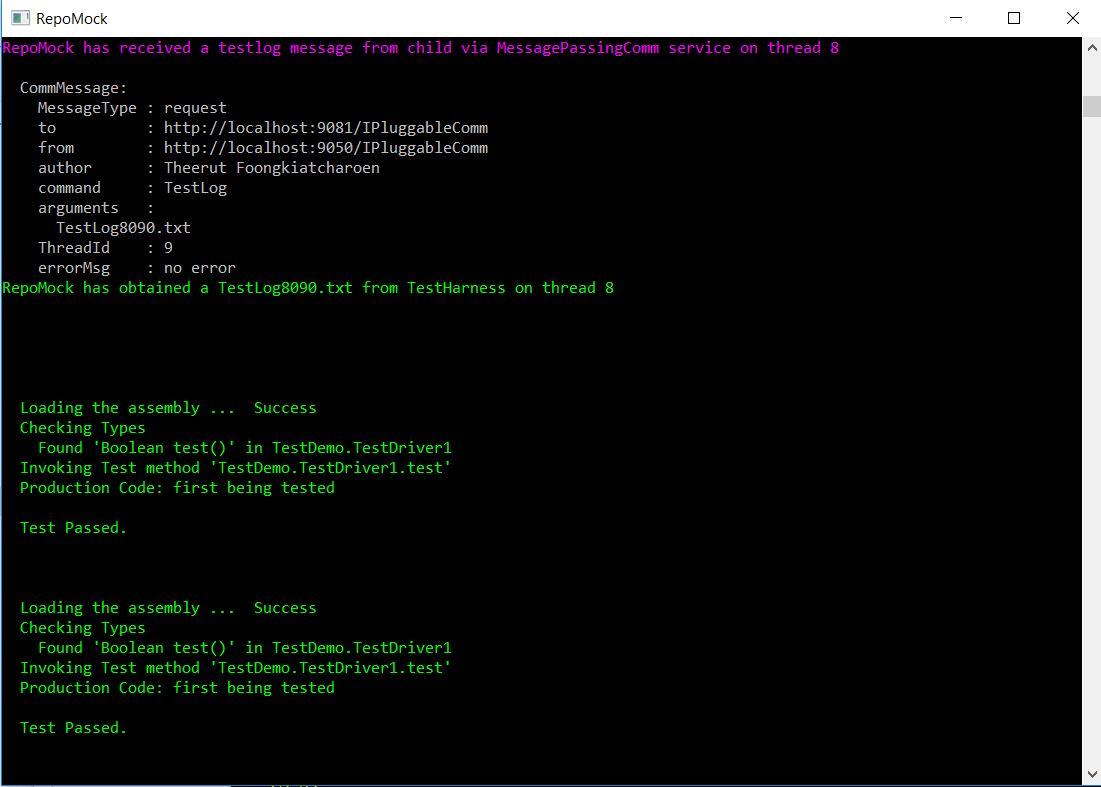 RepoMock
RepoMock has received a testlog message from child via MessagePassingComm service on thread 8
CommMessage:
MessageType : request
to : http://localhost:9081/IPluggableComm
from : http://localhost:9050/IPluggableComm
author : Theerut Foongkiatcharoen
command : TestLog
arguments :
TestLog8090.txt
ThreadId : 9
errorMsg : no error
RepoMock has obtained a TestLog8090.txt from TestHarness on thread 8
Loading the assembly ... Success
Checking Types
Found 'Boolean test()' in TestDemo.TestDriver1
Invoking Test method 'TestDemo.TestDriver1.test'
Production Code: first being tested
Test Passed.
Loading the assembly ... Success
Checking Types
Found 'Boolean test()' in TestDemo.TestDriver1
Invoking Test method 'TestDemo.TestDriver1.test'
Production Code: first being tested
Test Passed.